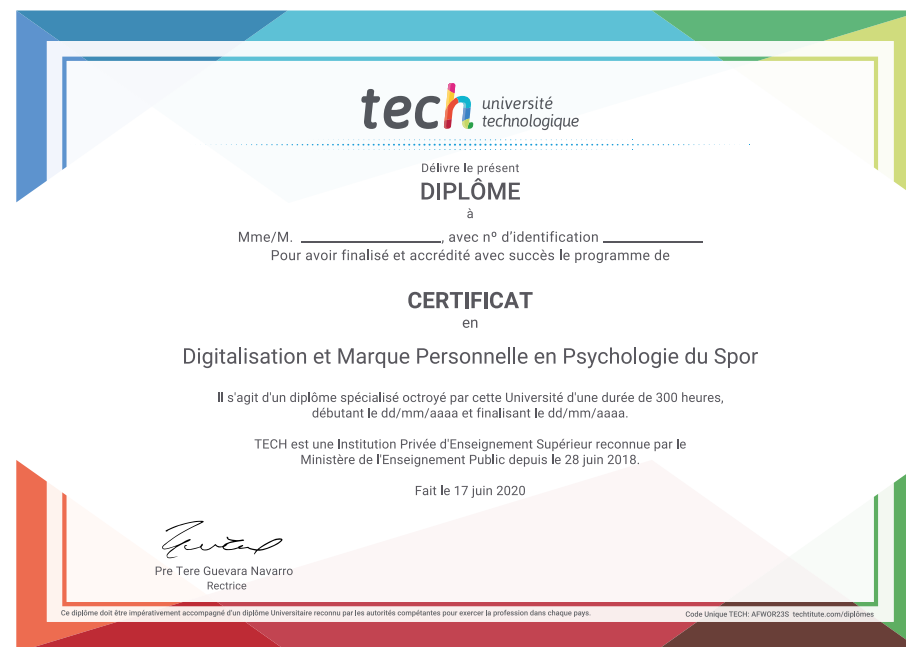 tech université
technologique
Délivre le présent
DIPLÔME
à
Mme/M. ____________________, avec nº d'identification ______________
Pour avoir finalisé et accrédité avec succès le programme de
CERTIFICAT
en
Digitalisation et Marque Personnelle en Psychologie du Spor
Il s'agit d'un diplôme spécialisé octroyé par cette Université d'une durée de 300 heures,
débutant le dd/mm/aaaa et finalisant le dd/mm/aaaa.
TECH est une Institution Privée d'Enseignement Supérieur reconnue par le
Ministère de l'Enseignement Public depuis le 28 juin 2018.
Fait le 17 juin 2020
Pre Tere Guevara Navarro
Rectrice
Ce diplôme doit être impérativement accompagné d'un diplôme Universitaire reconnu par les autorités compétantes pour exercer la profession dans chaque pays. Code Unique TECH: AFWOR23S techtitute.com/diplômes